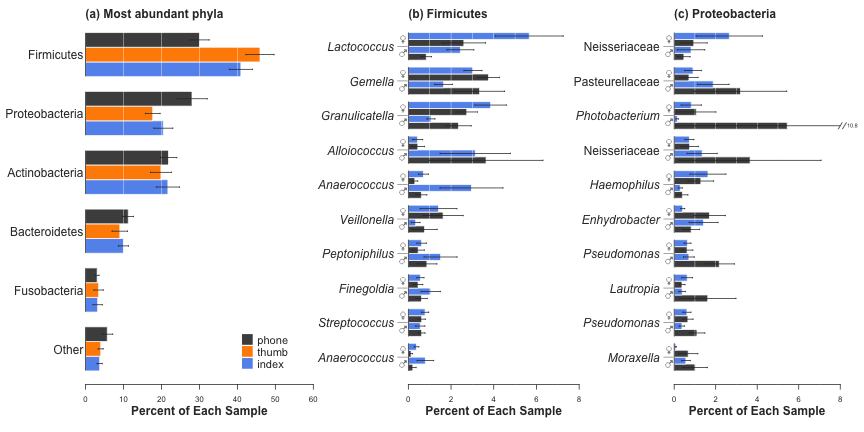 (a) Most abundant phyla
Firmicutes
Proteobacteria
Actinobacteria
Bacteroidetes
Fusobacteria
Other
phone
thumb
index
0 10 20 30 40 50 60
Percent of Each Sample
(b) Firmicutes
Lactococcus ♀ ♂
Gemella ♀ ♂
Granulicatella ♀ ♂
Alloiococcus ♀ ♂
Anaerococcus ♀ ♂
Veillonella ♀ ♂
Peptoniphilus ♀ ♂
Finegoldia ♀ ♂
Streptococcus ♀ ♂
Anaerococcus ♀ ♂
0 2 4 6 8
Percent of Each Sample
(c) Proteobacteria
Neisseriaceae ♀ ♂
Pasteurellaceae ♀ ♂
Photobacterium ♀ ♂
10.8
Neisseriaceae ♀ ♂
Haemophilus ♀ ♂
Enhydrobacter ♀ ♂
Pseudomonas ♀ ♂
Lautropia ♀ ♂
Pseudomonas ♀ ♂
Moraxella ♀ ♂
0 2 4 6 8
Percent of Each Sample